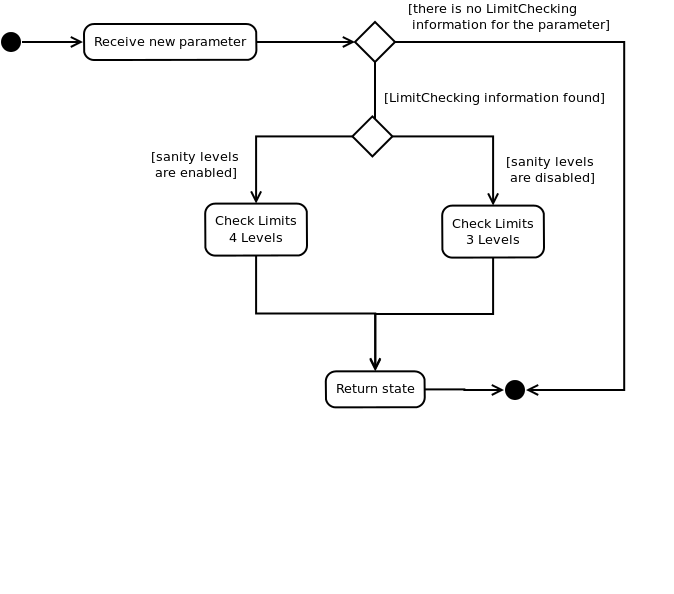 [there is no LimitChecking
information for the parameter]
Receive new parameter
[LimitChecking information found]
[sanity levels
are enabled]
[sanity levels
are disabled]
Check Limits
4 Levels
Check Limits
3 Levels
Return state